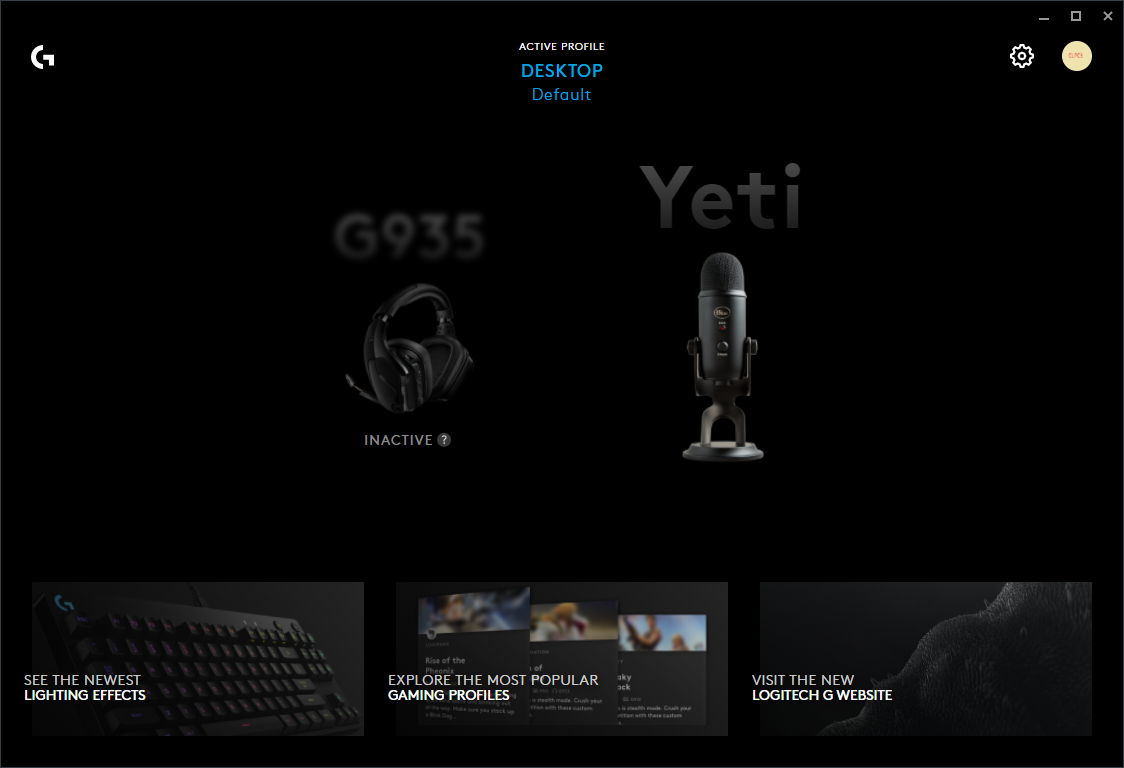 ACTIVE PROFILE
DESKTOP
Default
G935
Yeti
INACTIVE ?
SEE THE NEWEST
LIGHTING EFFECTS
Rise of the
Pheonix
EXPLORE THE MOST POPULAR
GAMING PROFILES
VISIT THE NEW
LOGITECH G WEBSITE